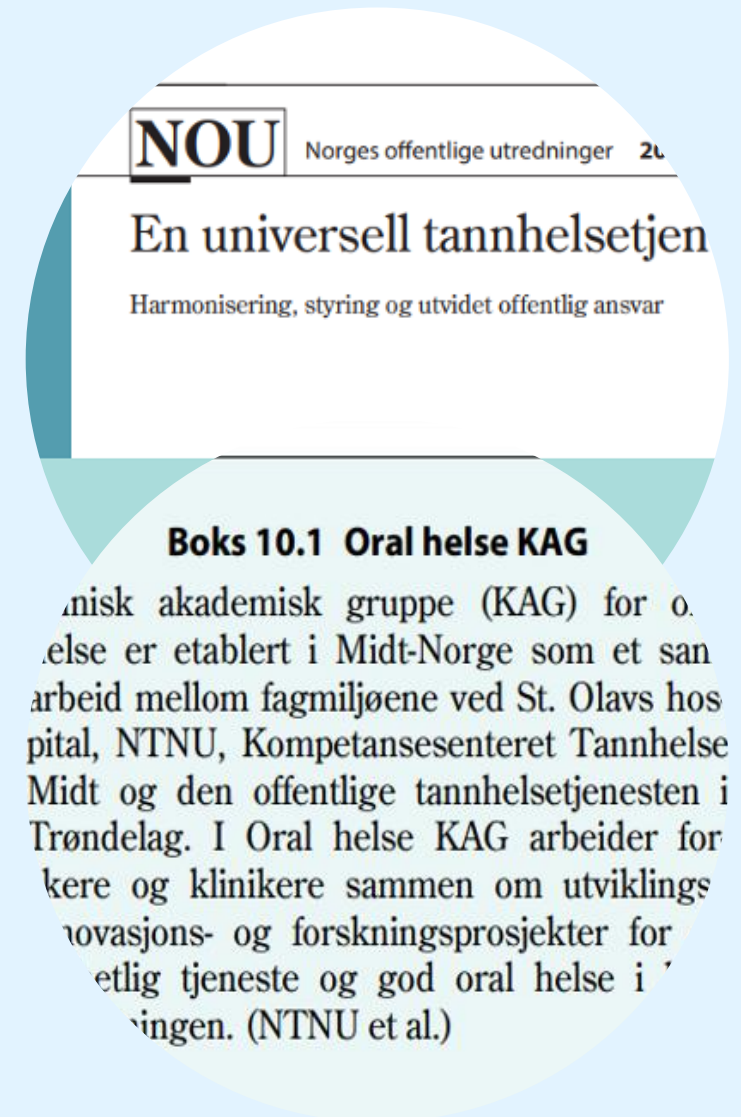 NOU Norges offentlige utredninger
En universell tannhelsetjen
Harmonisering, styring og utvidet offentlig ansvar
Boks 10.1 Oral helse KAG
nisk akademisk gruppe (KAG) for
else er etablert i Midt-Norge som et sam
arbeid mellom fagmiljøene ved St. Olavs hos
pital, NTNU, Kompetansesenteret Tannhelse
Midt og den offentlige tannhelsetjenesten i
Trøndelag. I Oral helse KAG arbeider for
kere og klinikere sammen om utviklings
ovasjons- og forskningsprosjekter for
etlig tjeneste og god oral helse i
ingen. (NTNU et al.)